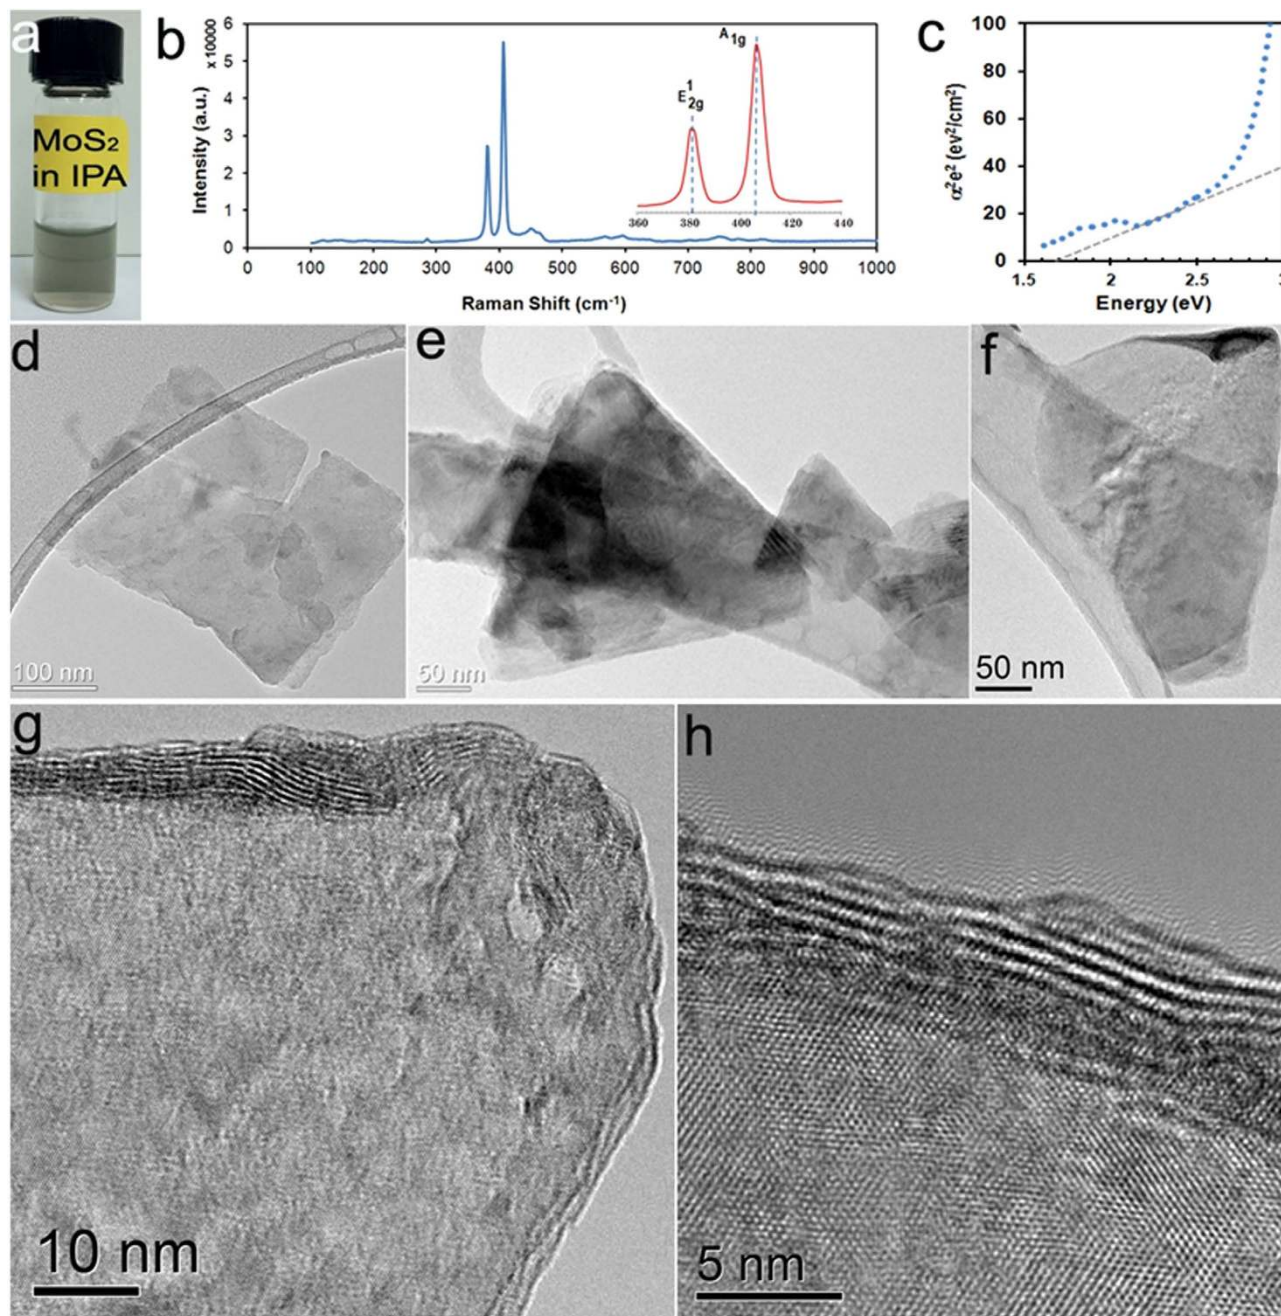 a
MoS₂
in IPA
b
x 10000
Intensity (a.u.)
6
5
4
3
2
1
0
0 100 200 300 400 500 600 700 800 900 1000
Raman Shift (cm⁻¹)
E¹₂g
A₁g
360 380 400 420 440
c
α²e² (ev²/cm²)
100
80
60
40
20
0
1.5 2 2.5 3
Energy (eV)
d
100 nm
e
50 nm
f
50 nm
g
10 nm
h
5 nm